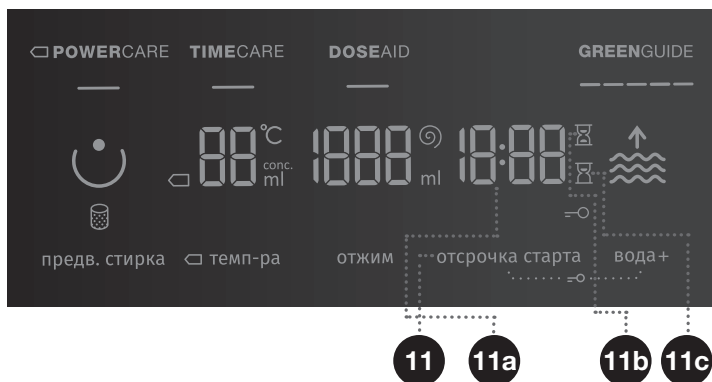 POWERCARE TIMECARE DOSEAID GREENGUIDE
88 °C 1888 18:88
conc.
ml ml
предв. стирка темп-ра отжим отсрочка старта вода+
11 11a 11b 11c